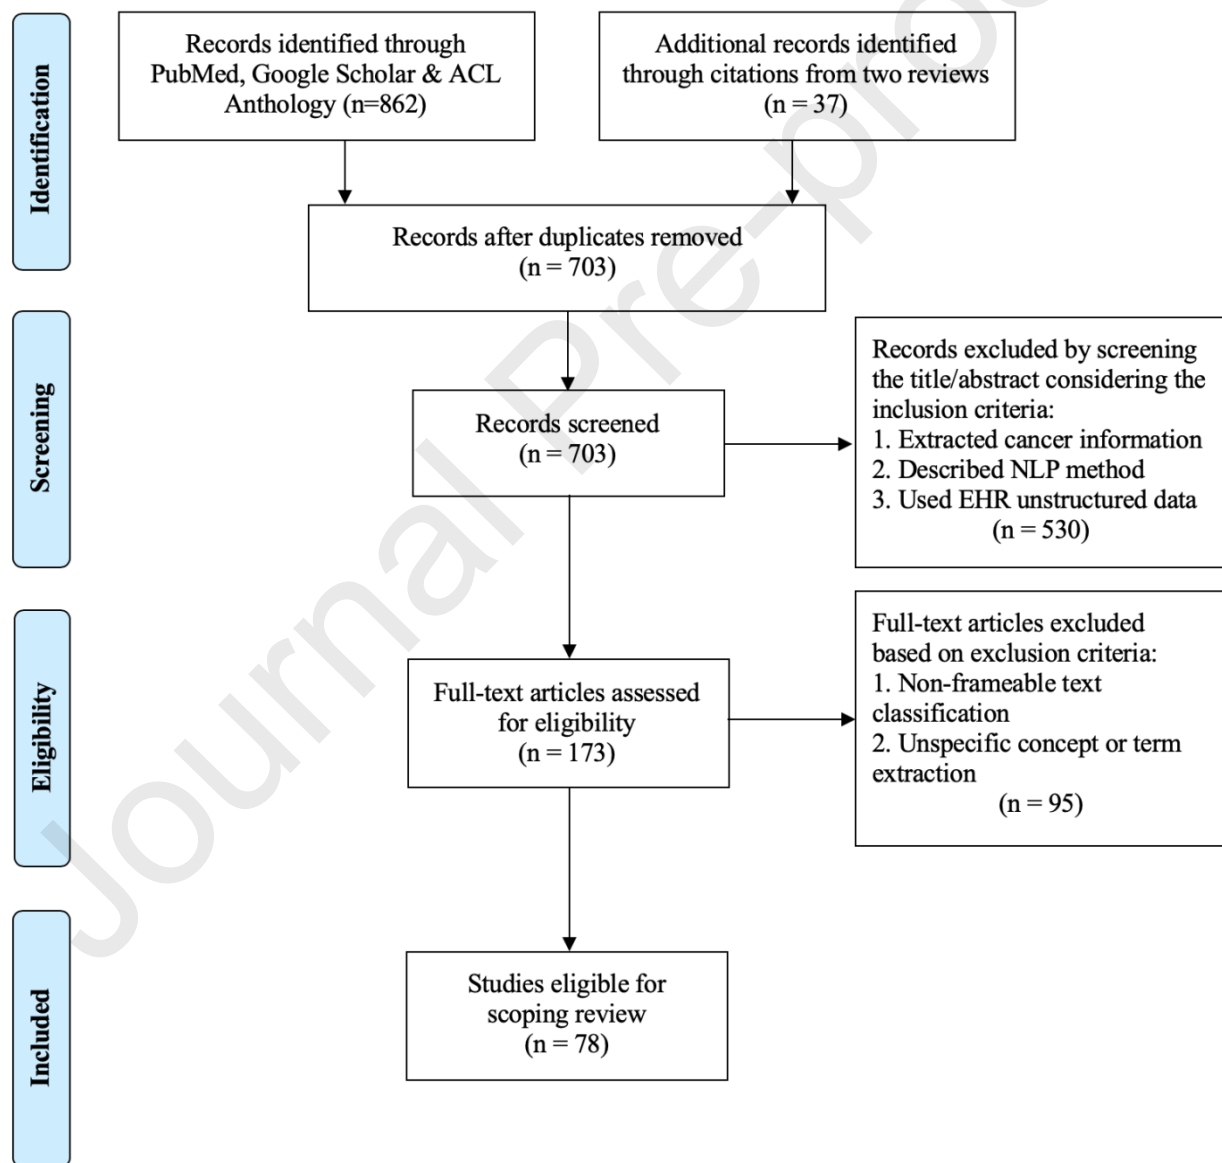 Identification
Records identified through
PubMed, Google Scholar & ACL
Anthology (n=862)
Additional records identified
through citations from two reviews
(n = 37)
Records after duplicates removed
(n = 703)
Screening
Records screened
(n = 703)
Records excluded by screening
the title/abstract considering the
inclusion criteria:
1. Extracted cancer information
2. Described NLP method
3. Used EHR unstructured data
(n = 530)
Eligibility
Full-text articles assessed
for eligibility
(n = 173)
Full-text articles excluded
based on exclusion criteria:
1. Non-frameable text
classification
2. Unspecific concept or term
extraction
(n = 95)
Included
Studies eligible for
scoping review
(n = 78)
Journal Pre-proo